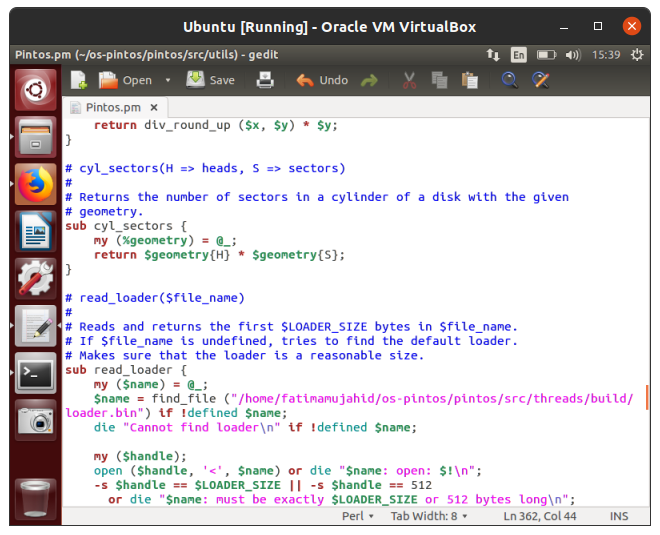 Ubuntu [Running] - Oracle VM VirtualBox
Pintos.pm (~/os-pintos/pintos/src/utils) - gedit En 15:39
Open Save Undo
Pintos.pm ×
    return div_round_up ($x, $y) * $y;
}

# cyl_sectors(H => heads, S => sectors)
#
# Returns the number of sectors in a cylinder of a disk with the given
# geometry.
sub cyl_sectors {
    my (%geometry) = @_;
    return $geometry{H} * $geometry{S};
}

# read_loader($file_name)
#
# Reads and returns the first $LOADER_SIZE bytes in $file_name.
# If $file_name is undefined, tries to find the default loader.
# Makes sure that the loader is a reasonable size.
sub read_loader {
    my ($name) = @_;
    $name = find_file ("/home/fatimamujahid/os-pintos/pintos/src/threads/build/
loader.bin") if !defined $name;
    die "Cannot find loader\n" if !defined $name;

    my ($handle);
    open ($handle, '<', $name) or die "$name: open: $!\n";
    -s $handle == $LOADER_SIZE || -s $handle == 512
      or die "$name: must be exactly $LOADER_SIZE or 512 bytes long\n";
Perl Tab Width: 8 Ln 362, Col 44 INS